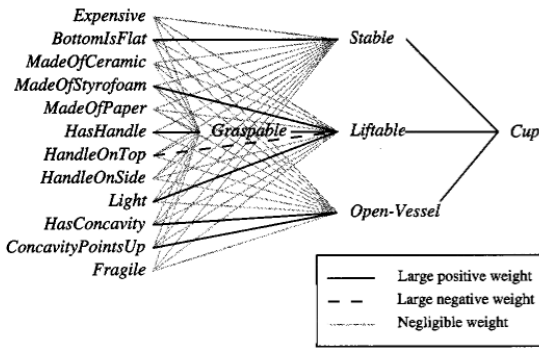 Expensive
BottomIsFlat
MadeOfCeramic
MadeOfStyrofoam
MadeOfPaper
HasHandle
HandleOnTop
HandleOnSide
Light
HasConcavity
ConcavityPointsUp
Fragile
Graspable
Stable
Liftable
Open-Vessel
Cup
Large positive weight
Large negative weight
Negligible weight